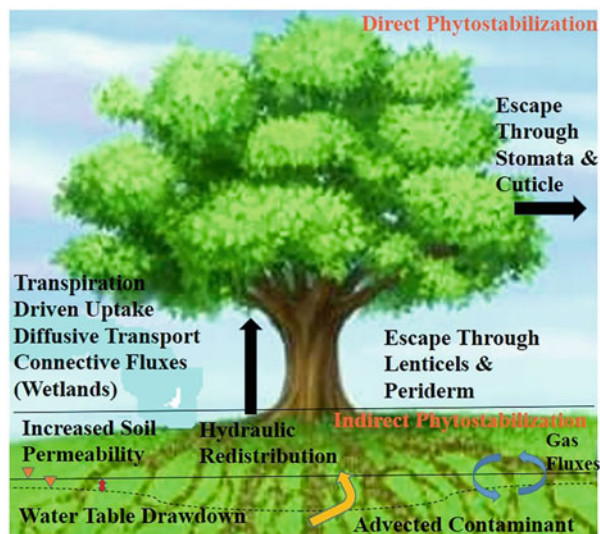 Direct Phytostabilization
Escape
Through
Stomata &
Cuticle
Transpiration
Driven Uptake
Diffusive Transport
Connective Fluxes
(Wetlands)
Escape Through
Lenticels &
Periderm
Indirect Phytostabilization
Increased Soil
Permeability
Hydraulic
Redistribution
Gas
Fluxes
Water Table Drawdown
Advected Contaminant